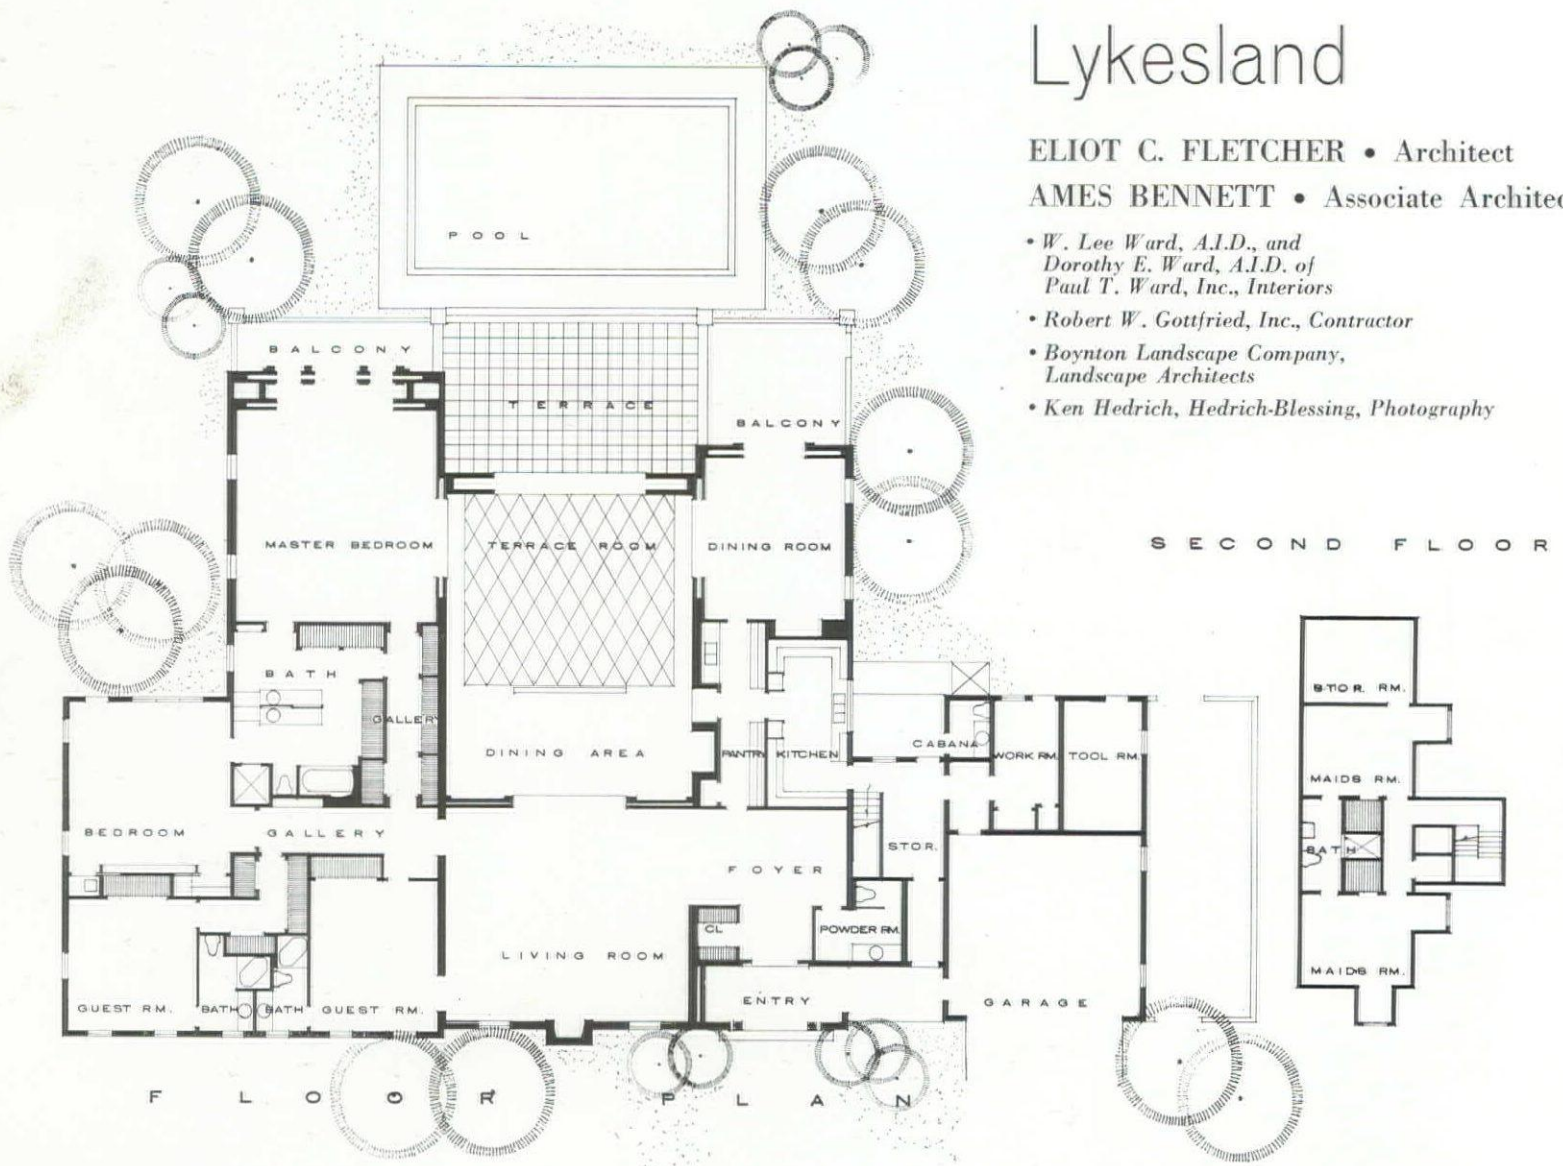 Lykesland
ELIOT C. FLETCHER • Architect
AMES BENNETT • Associate Architec
• W. Lee Ward, A.I.D., and
Dorothy E. Ward, A.I.D. of
Paul T. Ward, Inc., Interiors
• Robert W. Gottfried, Inc., Contractor
• Boynton Landscape Company,
Landscape Architects
• Ken Hedrich, Hedrich-Blessing, Photography
POOL
BALCONY
TERRACE
BALCONY
MASTER BEDROOM
TERRACE ROOM
DINING ROOM
BATH
GALLERY
DINING AREA
PANTRY
KITCHEN
CABANA
WORK RM.
TOOL RM.
BEDROOM
GALLERY
FOYER
STOR.
CL
POWDER RM.
LIVING ROOM
GUEST RM.
BATH
BATH
GUEST RM.
ENTRY
GARAGE
FLOOR PLAN
SECOND FLOOR
STOR. RM.
MAIDS RM.
BATH
MAIDS RM.